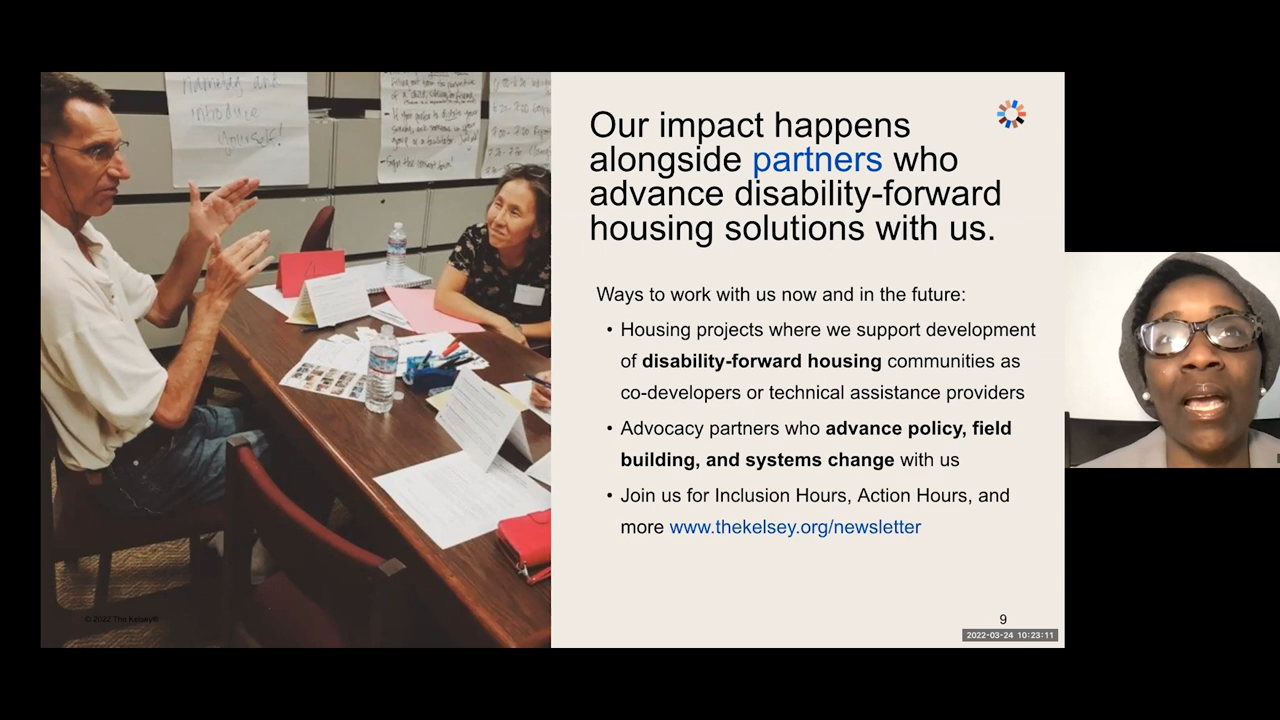 Namletag and
introduce
yourself!
Our impact happens
alongside partners who
advance disability-forward
housing solutions with us.
Ways to work with us now and in the future:
• Housing projects where we support development
of disability-forward housing communities as
co-developers or technical assistance providers
• Advocacy partners who advance policy, field
building, and systems change with us
• Join us for Inclusion Hours, Action Hours, and
more www.thekelsey.org/newsletter
© 2022 The Kelsey®
9
2022-03-24 10:23:11